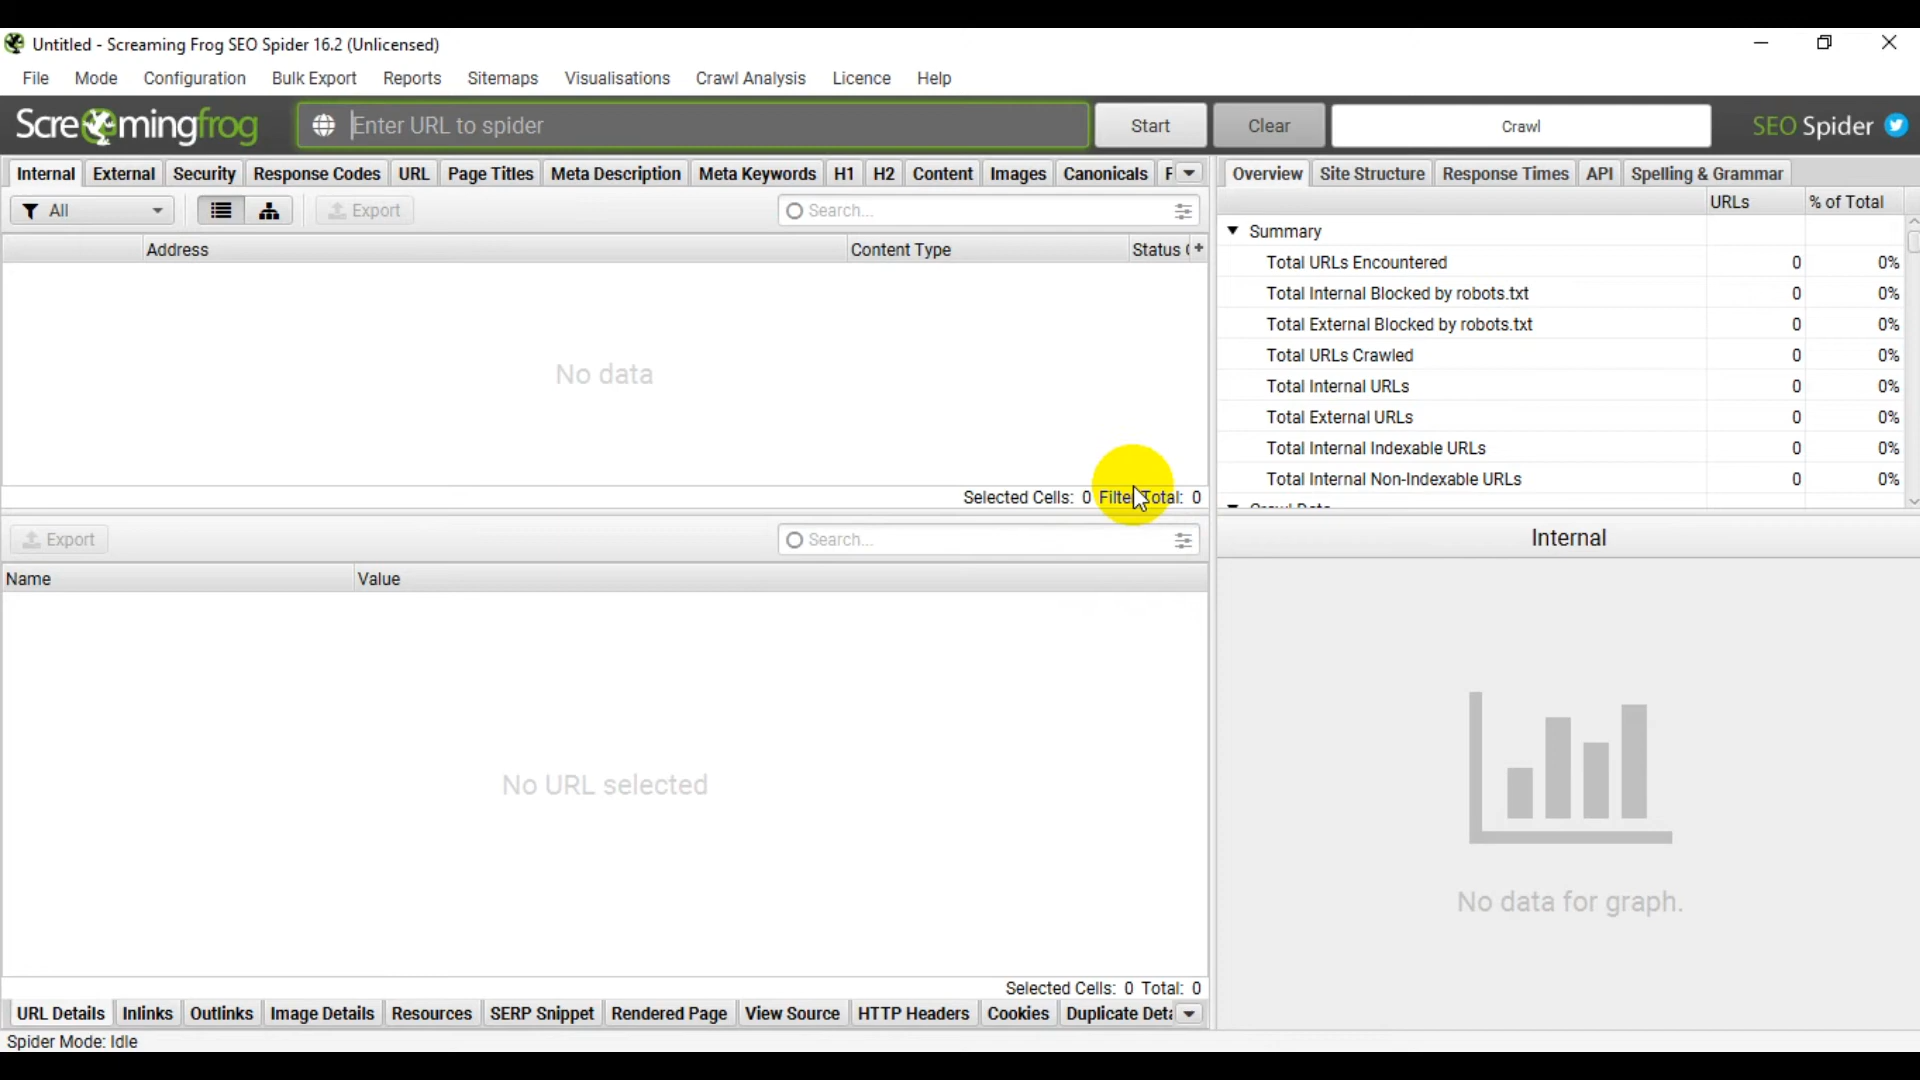 Untitled - Screaming Frog SEO Spider 16.2 (Unlicensed)
File Mode Configuration Bulk Export Reports Sitemaps Visualisations Crawl Analysis Licence Help
Screamingfrog Enter URL to spider Start Clear Crawl SEO Spider
Internal External Security Response Codes URL Page Titles Meta Description Meta Keywords H1 H2 Content Images Canonicals
All Export Search...
Address Content Type Status
No data
Selected Cells: 0 Filter Total: 0
Export Search...
Name Value
No URL selected
Selected Cells: 0 Total: 0
URL Details Inlinks Outlinks Image Details Resources SERP Snippet Rendered Page View Source HTTP Headers Cookies Duplicate
Spider Mode: Idle
Overview Site Structure Response Times API Spelling & Grammar
URLs % of Total
Summary
Total URLs Encountered 0 0%
Total Internal Blocked by robots.txt 0 0%
Total External Blocked by robots.txt 0 0%
Total URLs Crawled 0 0%
Total Internal URLs 0 0%
Total External URLs 0 0%
Total Internal Indexable URLs 0 0%
Total Internal Non-Indexable URLs 0 0%
Internal
No data for graph.